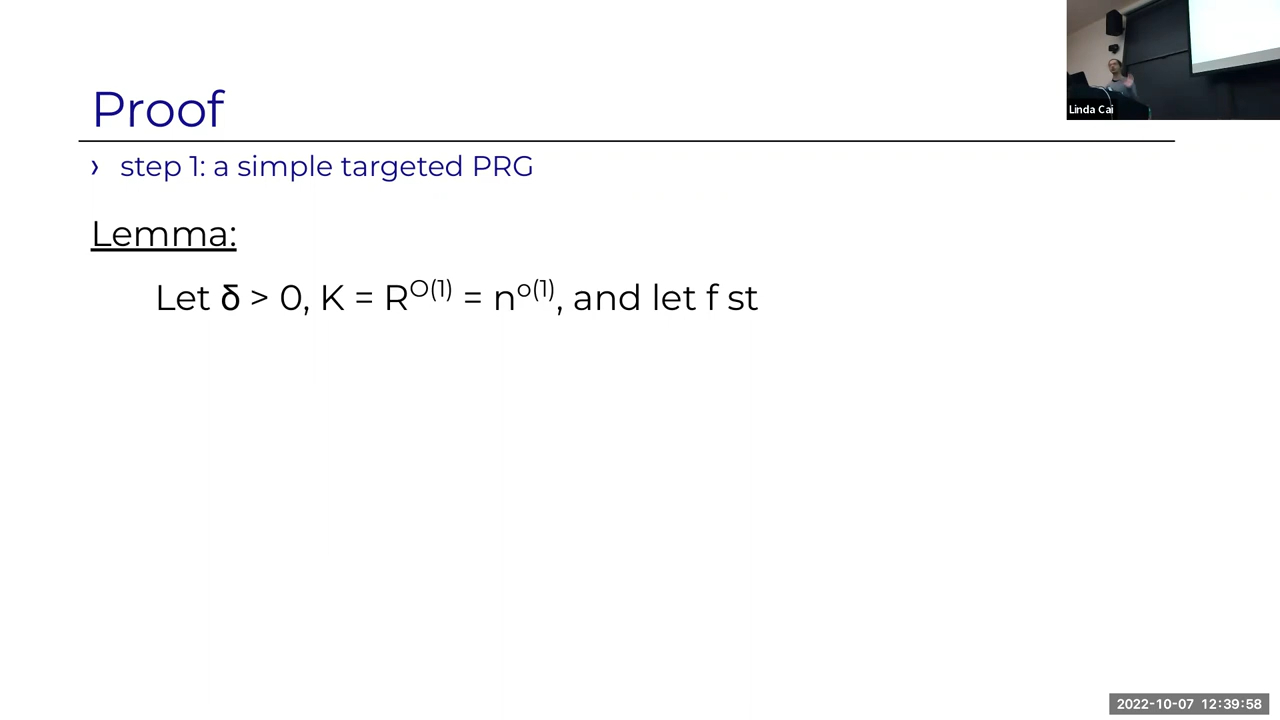 Linda Cai
Proof
› step 1: a simple targeted PRG
Lemma:
Let δ > 0, K = R^O(1) = n^o(1), and let f st
2022-10-07 12:39:58